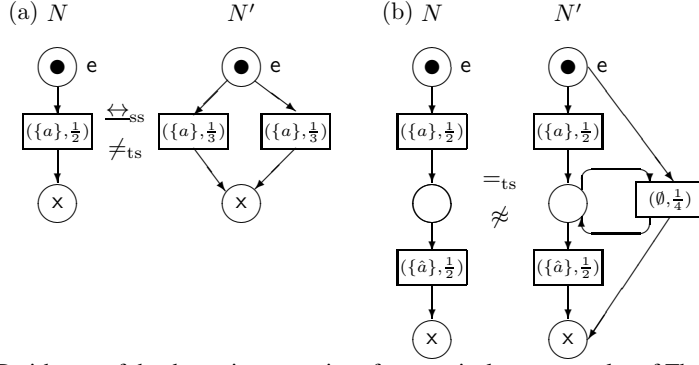 (a) N N′ (b) N N′
e e e e
({a},1/2) ↔ss ({a},1/3) ({a},1/3) ({a},1/2) ({a},1/2)
≠ts
x x =ts (∅,1/4)
≉
({â},1/2) ({â},1/2)
x x